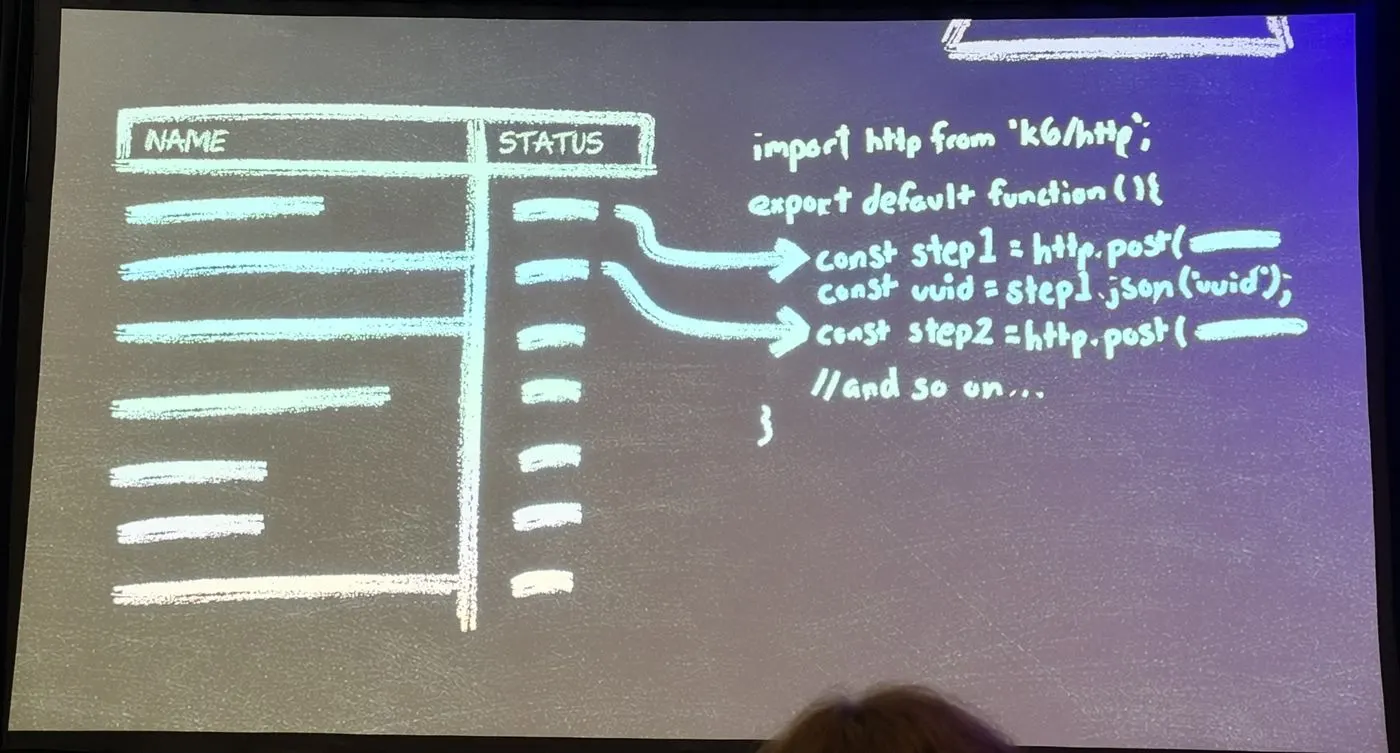 NAME
STATUS
import http from 'k6/http';
export default function(){
const step1 = http.post(
const uuid = step1.json('uuid');
const step2 = http.post(
//and so on...
}